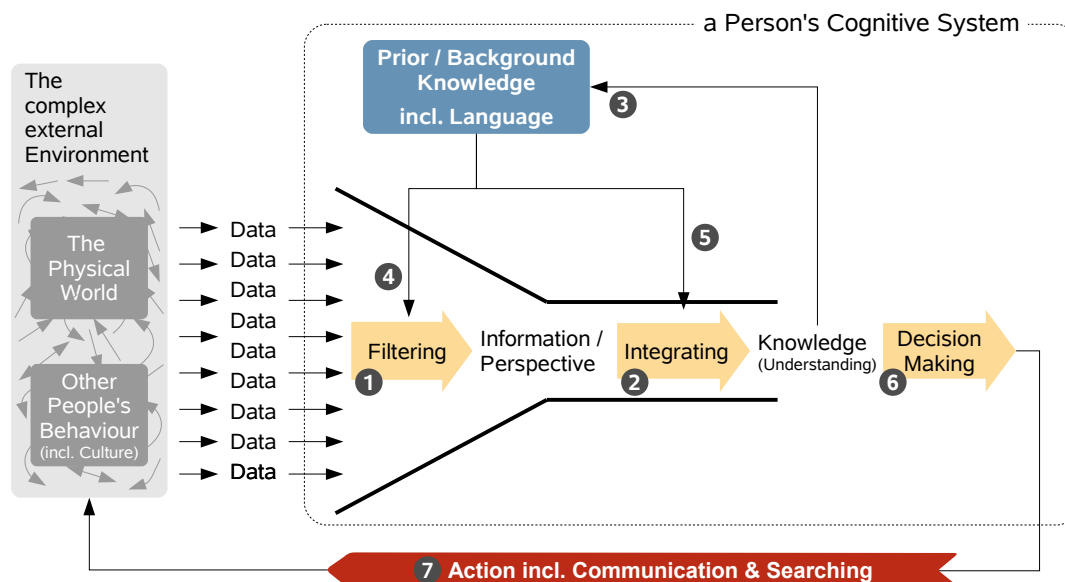 a Person's Cognitive System
The
complex
external
Environment
The
Physical
World
Other
People's
Behaviour
(incl. Culture)
Data
Data
Data
Data
Data
Data
Data
Data
Data
Prior / Background
Knowledge
incl. Language
3
4
5
Filtering
1
Information /
Perspective
Integrating
2
Knowledge
(Understanding)
Decision
Making
6
7 Action incl. Communication & Searching